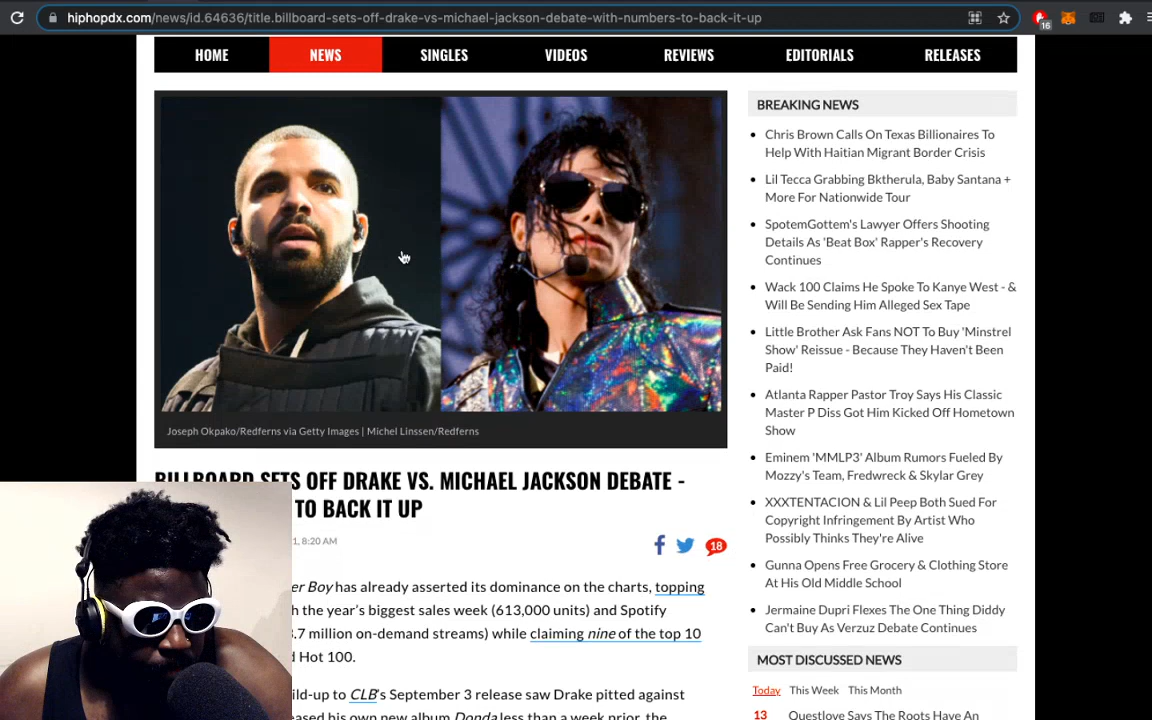 hiphopdx.com/news/id.64636/title.billboard-sets-off-drake-vs-michael-jackson-debate-with-numbers-to-back-it-up
16
HOME NEWS SINGLES VIDEOS REVIEWS EDITORIALS RELEASES
Joseph Okpako/Redferns via Getty Images | Michel Linssen/Redferns
BILLBOARD SETS OFF DRAKE VS. MICHAEL JACKSON DEBATE -
TO BACK IT UP
1, 8:20 AM
18
er Boy has already asserted its dominance on the charts, topping
h the year's biggest sales week (613,000 units) and Spotify
.7 million on-demand streams) while claiming nine of the top 10
d Hot 100.
ild-up to CLB's September 3 release saw Drake pitted against
eased his own new album Donda less than a week prior, the
BREAKING NEWS
Chris Brown Calls On Texas Billionaires To
Help With Haitian Migrant Border Crisis
Lil Tecca Grabbing Bktherula, Baby Santana +
More For Nationwide Tour
SpotemGottem's Lawyer Offers Shooting
Details As 'Beat Box' Rapper's Recovery
Continues
Wack 100 Claims He Spoke To Kanye West - &
Will Be Sending Him Alleged Sex Tape
Little Brother Ask Fans NOT To Buy 'Minstrel
Show' Reissue - Because They Haven't Been
Paid!
Atlanta Rapper Pastor Troy Says His Classic
Master P Diss Got Him Kicked Off Hometown
Show
Eminem 'MMLP3' Album Rumors Fueled By
Mozzy's Team, Fredwreck & Skylar Grey
XXXTENTACION & Lil Peep Both Sued For
Copyright Infringement By Artist Who
Possibly Thinks They're Alive
Gunna Opens Free Grocery & Clothing Store
At His Old Middle School
Jermaine Dupri Flexes The One Thing Diddy
Can't Buy As Verzuz Debate Continues
MOST DISCUSSED NEWS
Today This Week This Month
13 Questlove Says The Roots Have An